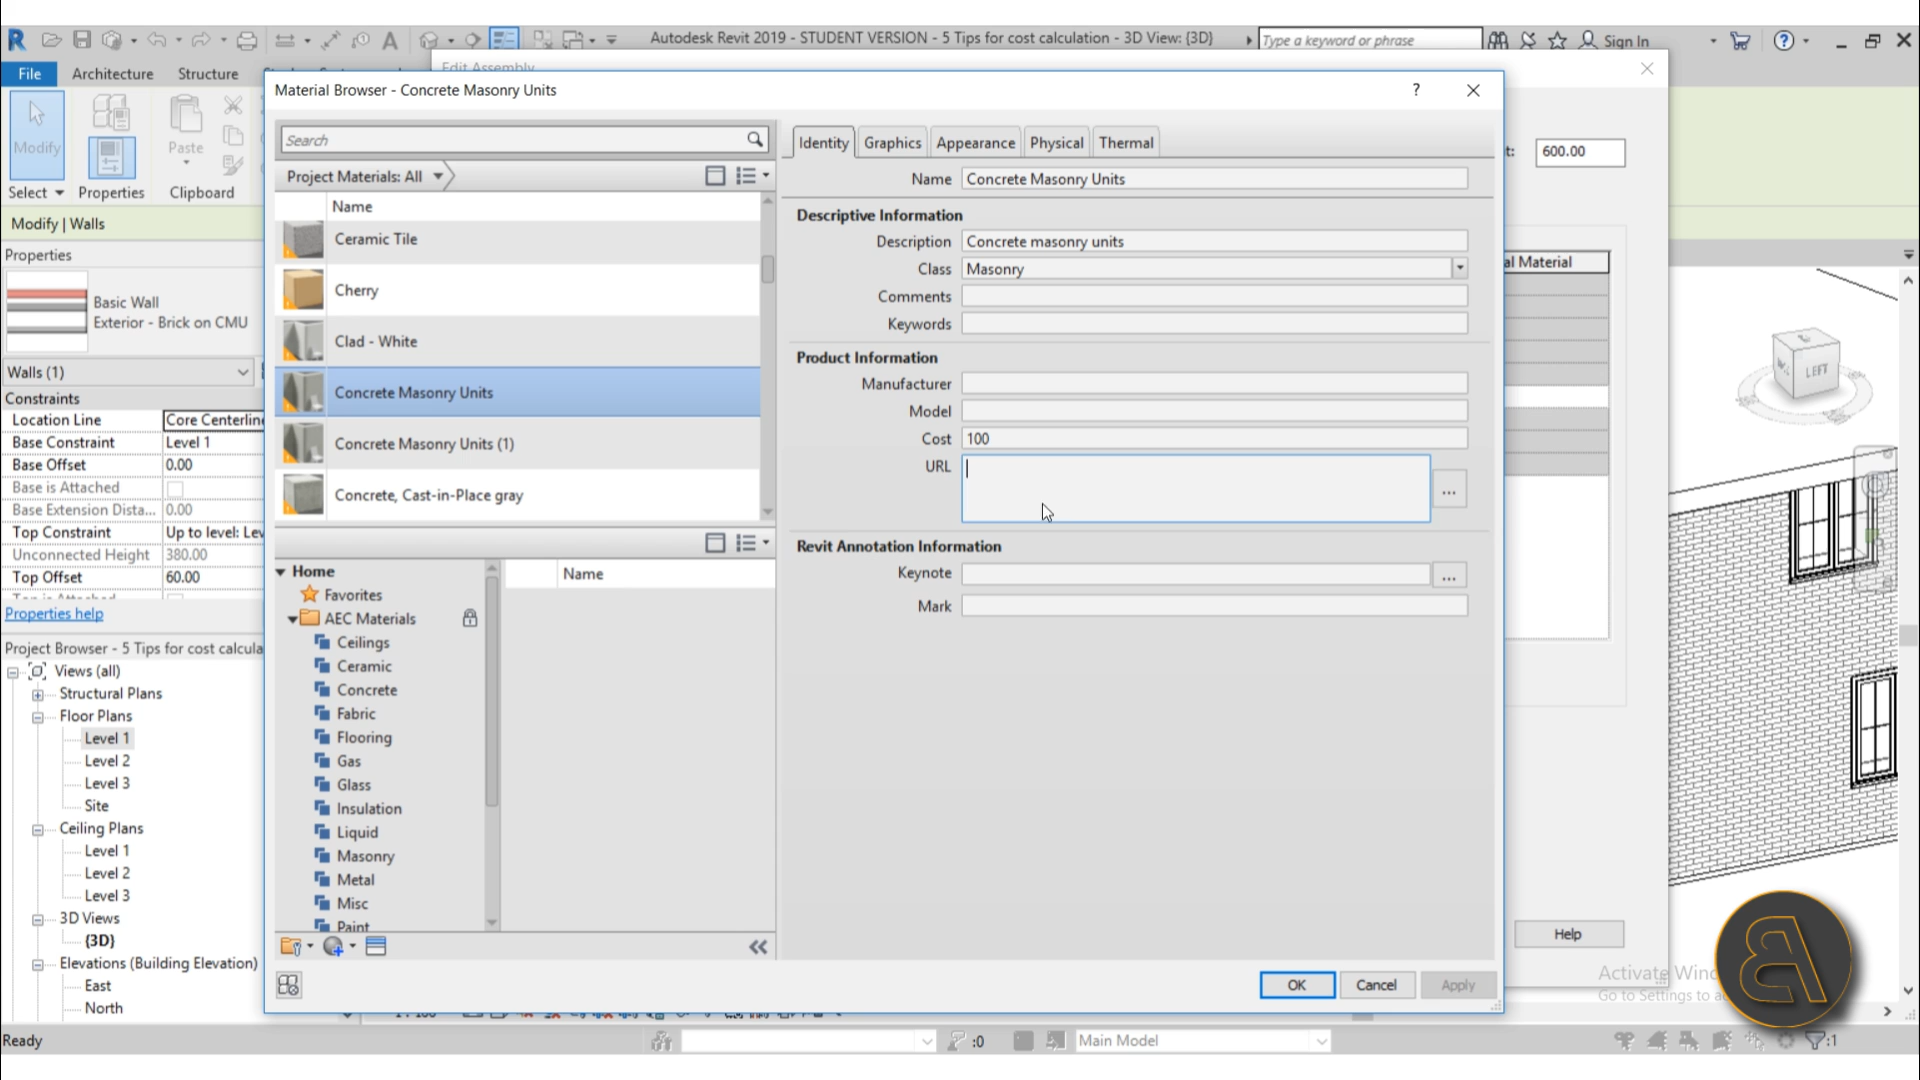 Autodesk Revit 2019 - STUDENT VERSION - 5 Tips for cost calculation - 3D View: {3D}
Type a keyword or phrase
Sign In
File
Architecture
Structure
Edit Assembly
Modify
Paste
Select
Properties
Clipboard
Modify | Walls
Properties
Basic Wall
Exterior - Brick on CMU
Walls (1)
Constraints
Location Line
Core Centerline
Base Constraint
Level 1
Base Offset
0.00
Base is Attached
Base Extension Dista...
0.00
Top Constraint
Up to level: Lev
Unconnected Height
380.00
Top Offset
60.00
Properties help
Project Browser - 5 Tips for cost calcula
Views (all)
Structural Plans
Floor Plans
Level 1
Level 2
Level 3
Site
Ceiling Plans
Level 1
Level 2
Level 3
3D Views
{3D}
Elevations (Building Elevation)
East
North
Ready
Material Browser - Concrete Masonry Units
?
Search
Project Materials: All
Name
Ceramic Tile
Cherry
Clad - White
Concrete Masonry Units
Concrete Masonry Units (1)
Concrete, Cast-in-Place gray
Home
Favorites
AEC Materials
Ceilings
Ceramic
Concrete
Fabric
Flooring
Gas
Glass
Insulation
Liquid
Masonry
Metal
Misc
Paint
Name
Identity
Graphics
Appearance
Physical
Thermal
Name
Concrete Masonry Units
Descriptive Information
Description
Concrete masonry units
Class
Masonry
Comments
Keywords
Product Information
Manufacturer
Model
Cost
100
URL
...
Revit Annotation Information
Keynote
...
Mark
OK
Cancel
Apply
t:
600.00
al Material
LEFT
Help
Activate Wind
Go to Settings to a
:0
Main Model
:1